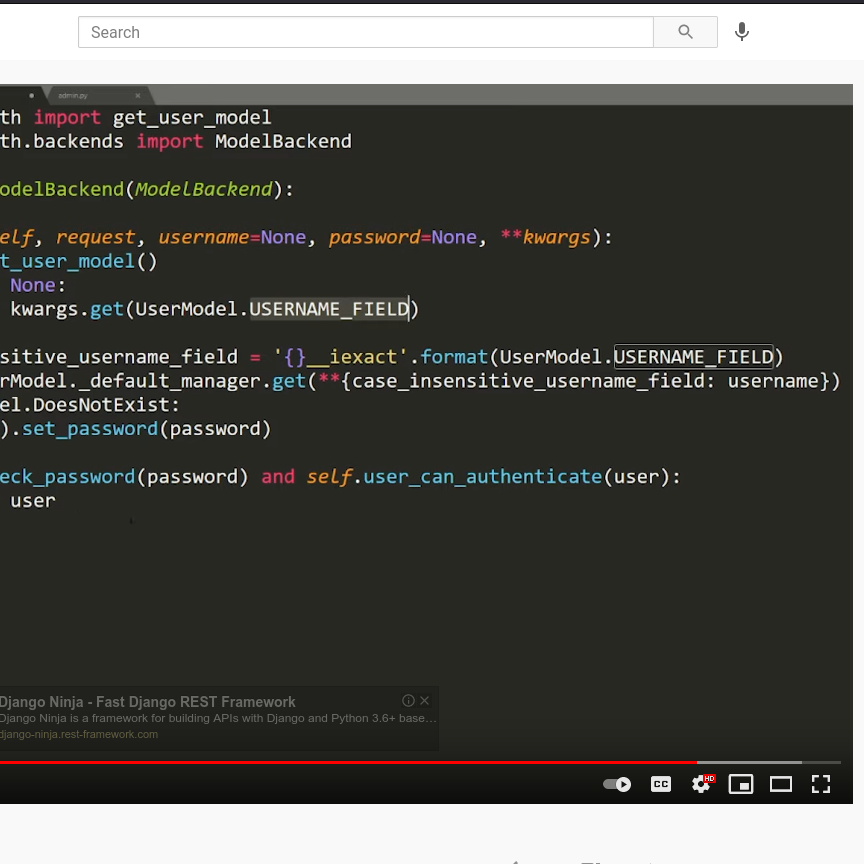 Search
admin.py
th import get_user_model
th.backends import ModelBackend
odelBackend(ModelBackend):
elf, request, username=None, password=None, **kwargs):
t_user_model()
None:
kwargs.get(UserModel.USERNAME_FIELD)
sitive_username_field = '{}__iexact'.format(UserModel.USERNAME_FIELD)
rModel._default_manager.get(**{case_insensitive_username_field: username})
el.DoesNotExist:
).set_password(password)
eck_password(password) and self.user_can_authenticate(user):
user
Django Ninja - Fast Django REST Framework
Django Ninja is a framework for building APIs with Django and Python 3.6+ base...
django-ninja.rest-framework.com
CC
HD